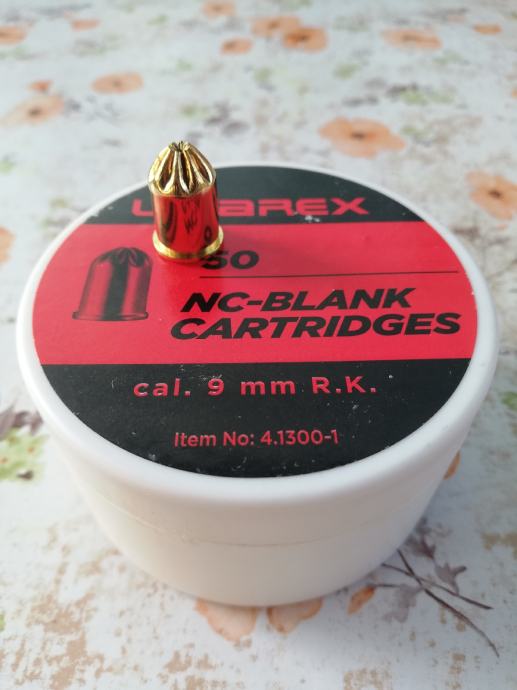 50
NC-BLANK
CARTRIDGES
cal. 9 mm R.K.
Item No: 4.1300-1